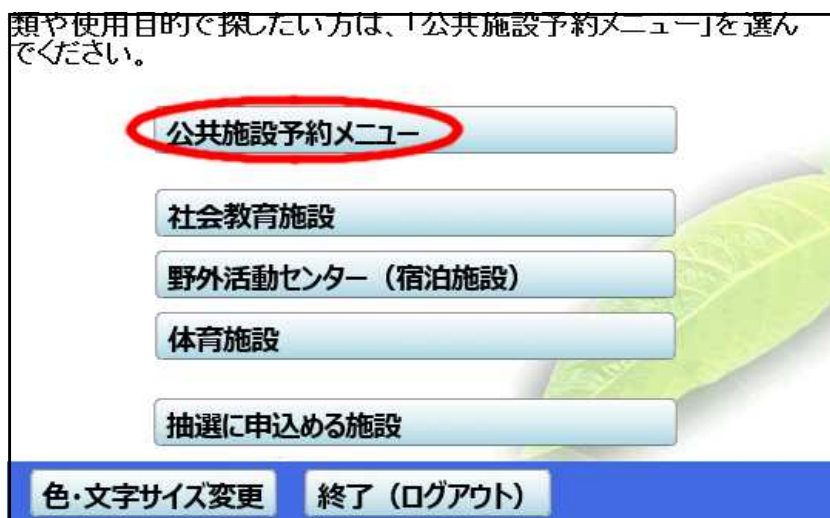 類や使用目的で探したい方は、「公共施設予約メニュー」を選ん
でください。
公共施設予約メニュー
社会教育施設
野外活動センター（宿泊施設）
体育施設
抽選に申込める施設
色・文字サイズ変更
終了（ログアウト）